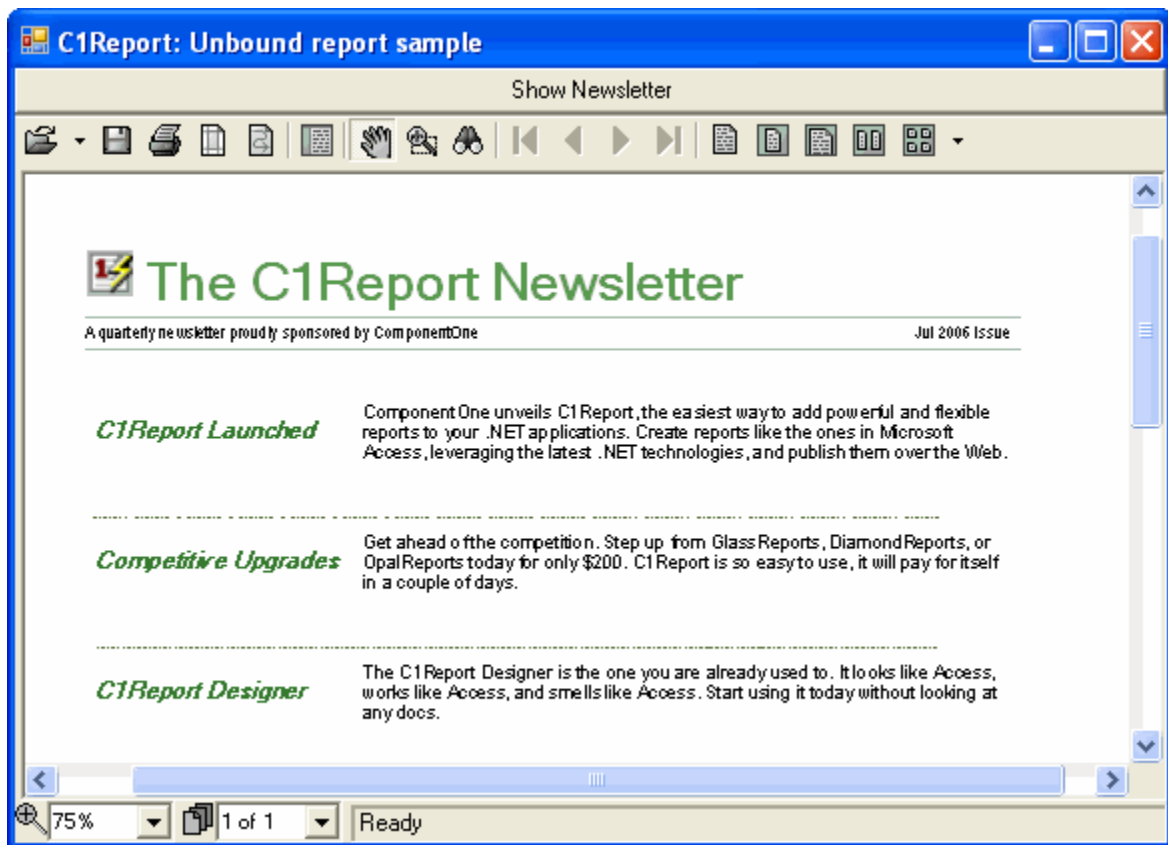 C1Report: Unbound report sample
Show Newsletter
The C1Report Newsletter
A quarterly newsletter proudly sponsored by ComponentOne
Jul 2006 Issue
C1Report Launched
ComponentOne unveils C1Report, the easiest way to add powerful and flexible
reports to your .NET applications. Create reports like the ones in Microsoft
Access, leveraging the latest .NET technologies, and publish them over the Web.
Competitive Upgrades
Get ahead of the competition. Step up from GlassReports, DiamondReports, or
OpalReports today for only $200. C1Report is so easy to use, it will pay for itself
in a couple of days.
C1Report Designer
The C1Report Designer is the one you are already used to. It looks like Access,
works like Access, and smells like Access. Start using it today without looking at
any docs.
75%
1 of 1
Ready